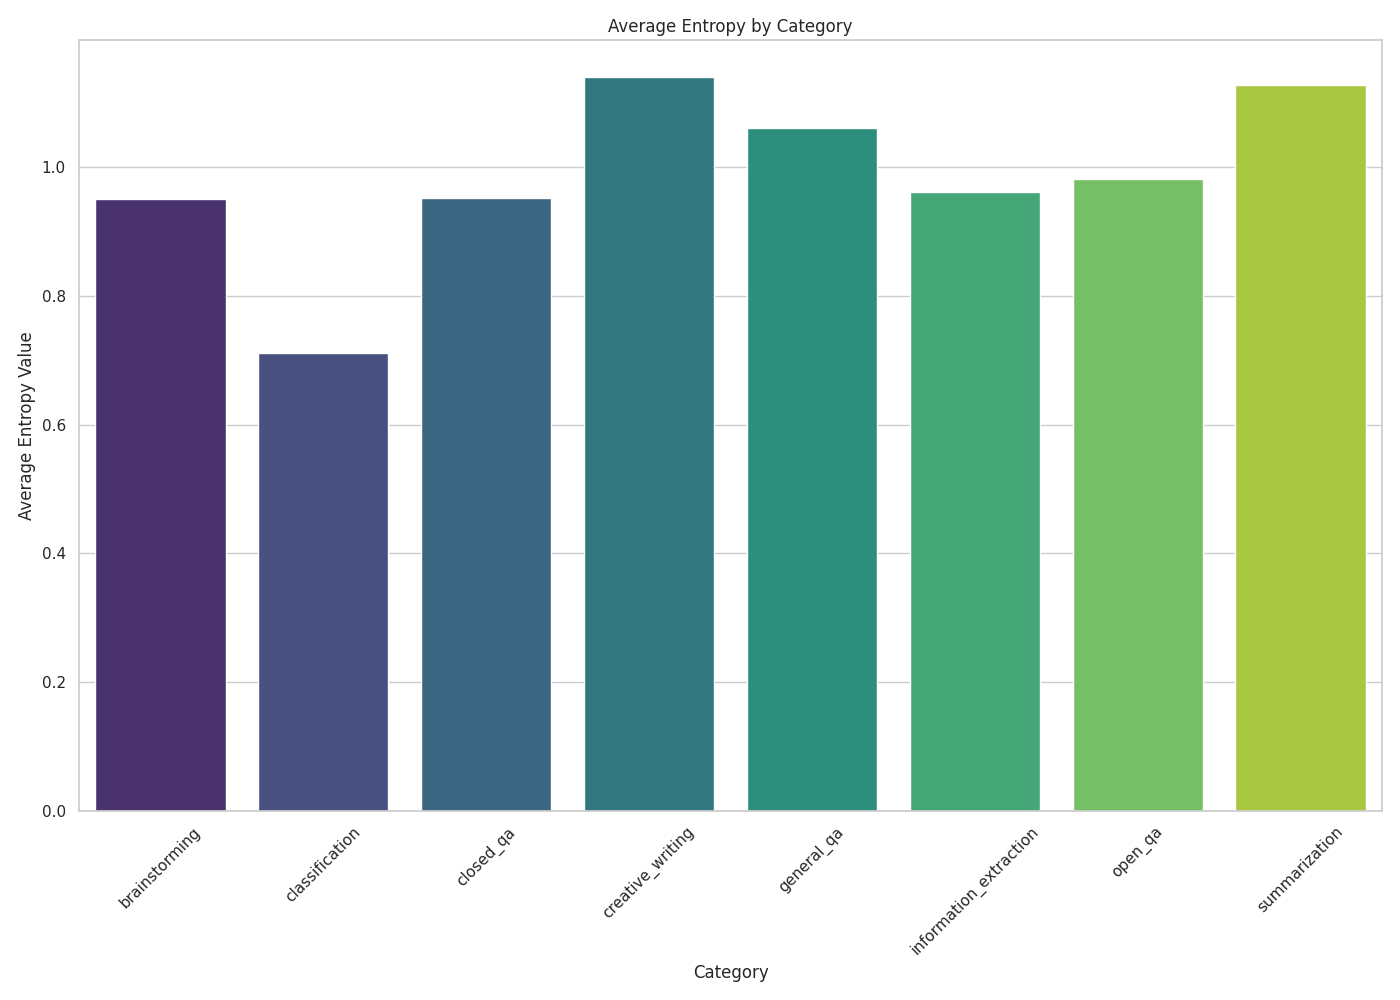 Average Entropy by Category
Average Entropy Value
1.0
0.8
0.6
0.4
0.2
0.0
brainstorming
classification
closed_qa
creative_writing
general_qa
information_extraction
open_qa
summarization
Category